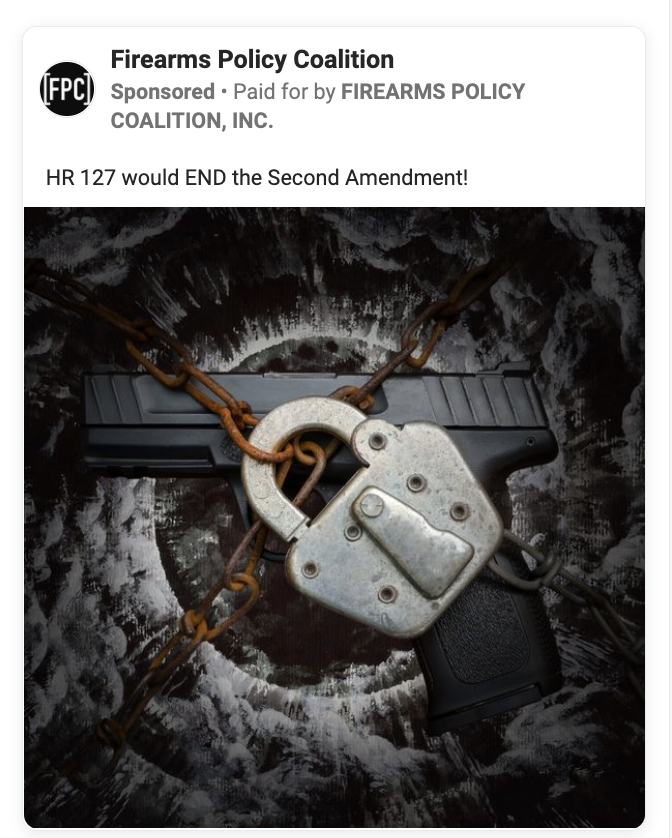 [FPC]
Firearms Policy Coalition
Sponsored • Paid for by FIREARMS POLICY
COALITION, INC.
HR 127 would END the Second Amendment!